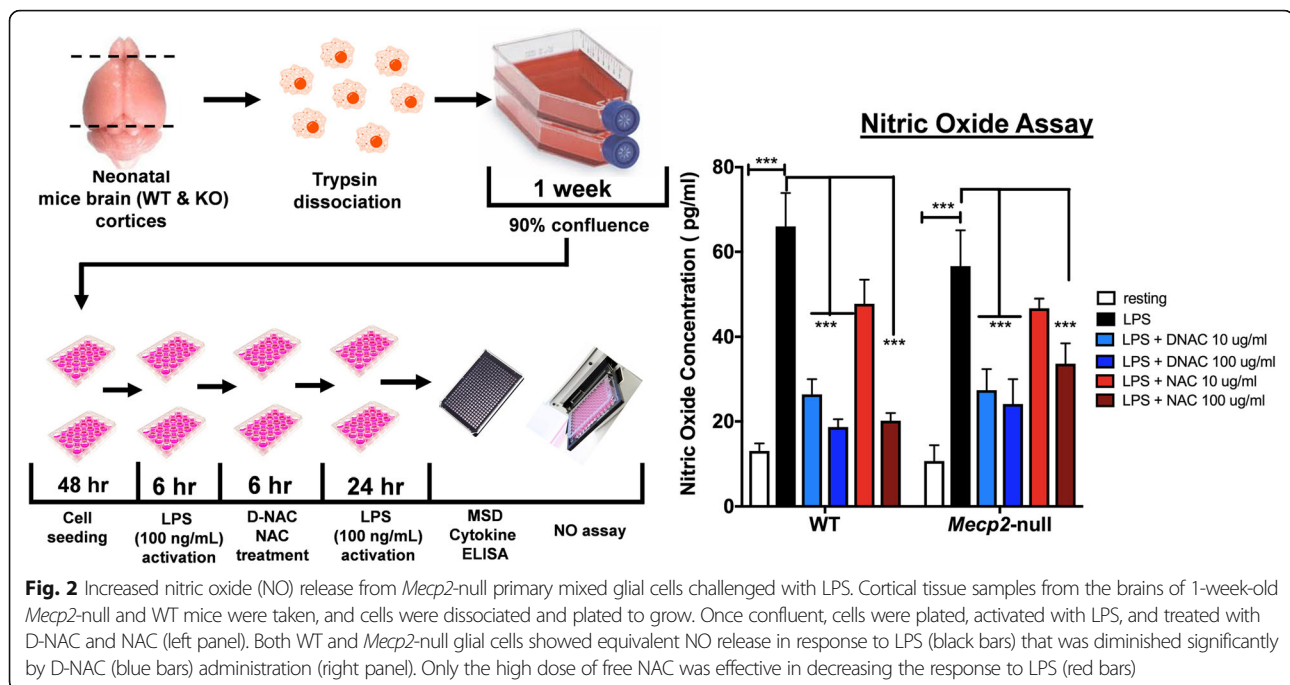 Neonatal
mice brain (WT & KO)
cortices
Trypsin
dissociation
1 week
90% confluence
48 hr
6 hr
6 hr
24 hr
Cell
seeding
LPS
(100 ng/mL)
activation
D-NAC
NAC
treatment
LPS
(100 ng/mL)
activation
MSD
Cytokine
ELISA
NO assay
Nitric Oxide Assay
Nitric Oxide Concentration ( pg/ml)
80
60
40
20
0
***
***
***
***
***
***
WT
Mecp2-null
resting
LPS
LPS + DNAC 10 ug/ml
LPS + DNAC 100 ug/ml
LPS + NAC 10 ug/ml
LPS + NAC 100 ug/ml
Fig. 2 Increased nitric oxide (NO) release from Mecp2-null primary mixed glial cells challenged with LPS. Cortical tissue samples from the brains of 1-week-old
Mecp2-null and WT mice were taken, and cells were dissociated and plated to grow. Once confluent, cells were plated, activated with LPS, and treated with
D-NAC and NAC (left panel). Both WT and Mecp2-null glial cells showed equivalent NO release in response to LPS (black bars) that was diminished significantly
by D-NAC (blue bars) administration (right panel). Only the high dose of free NAC was effective in decreasing the response to LPS (red bars)